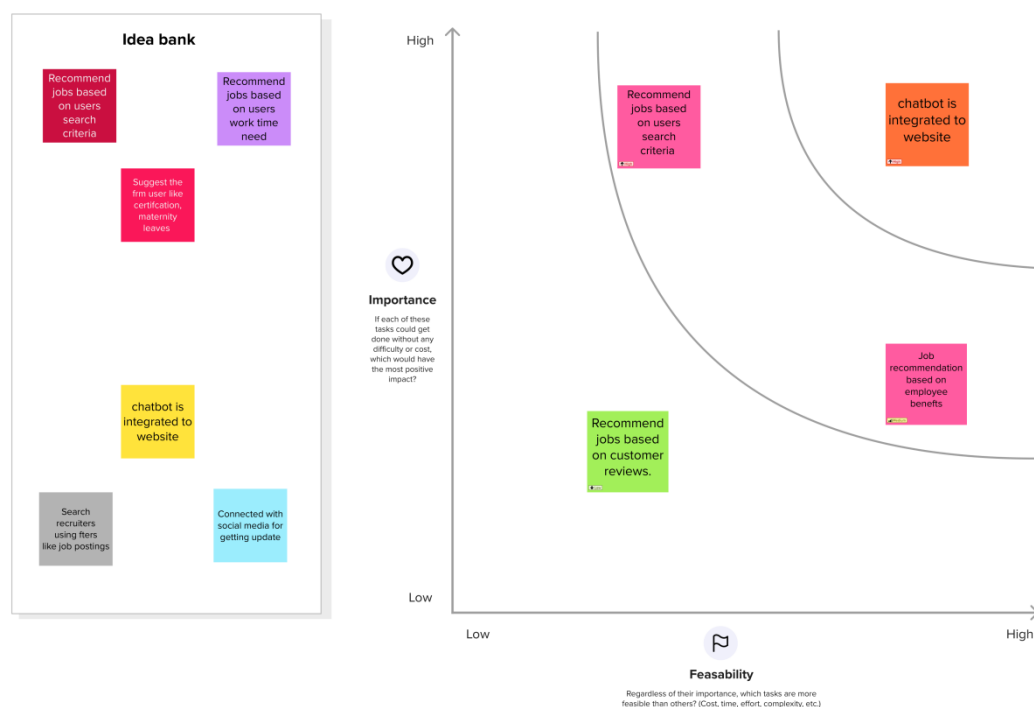 Idea bank
Recommend
jobs based
on users
search
criteria
Recommend
jobs based
on users
work time
need
Suggest the
frm user like
certifcation,
maternity
leaves
chatbot is
integrated to
website
Search
recruiters
using fters
like job postings
Connected with
social media for
getting update
High
Importance
If each of these
tasks could get
done without any
difficulty or cost,
which would have
the most positive
impact?
Low
Recommend
jobs based
on users
search
criteria
chatbot is
integrated to
website
Job
recommendation
based on
employee
benefts
Recommend
jobs based
on customer
reviews.
Low
High
Feasability
Regardless of their importance, which tasks are more
feasible than others? (Cost, time, effort, complexity, etc.)